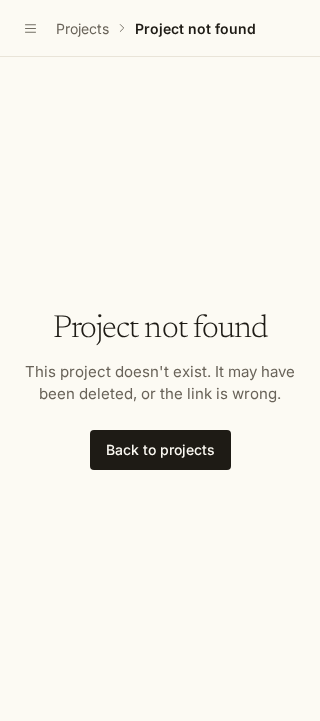 Projects > Project not found
Project not found
This project doesn't exist. It may have
been deleted, or the link is wrong.
Back to projects